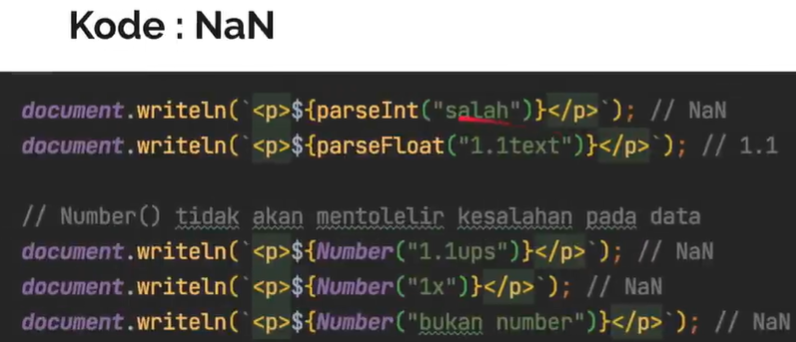 Kode : NaN
document.writeln(`<p>${parseInt("salah")}</p>`); // NaN
document.writeln(`<p>${parseFloat("1.1text")}</p>`); // 1.1
// Number() tidak akan mentolelir kesalahan pada data
document.writeln(`<p>${Number("1.1ups")}</p>`); // NaN
document.writeln(`<p>${Number("1x")}</p>`); // NaN
document.writeln(`<p>${Number("bukan number")}</p>`); // NaN